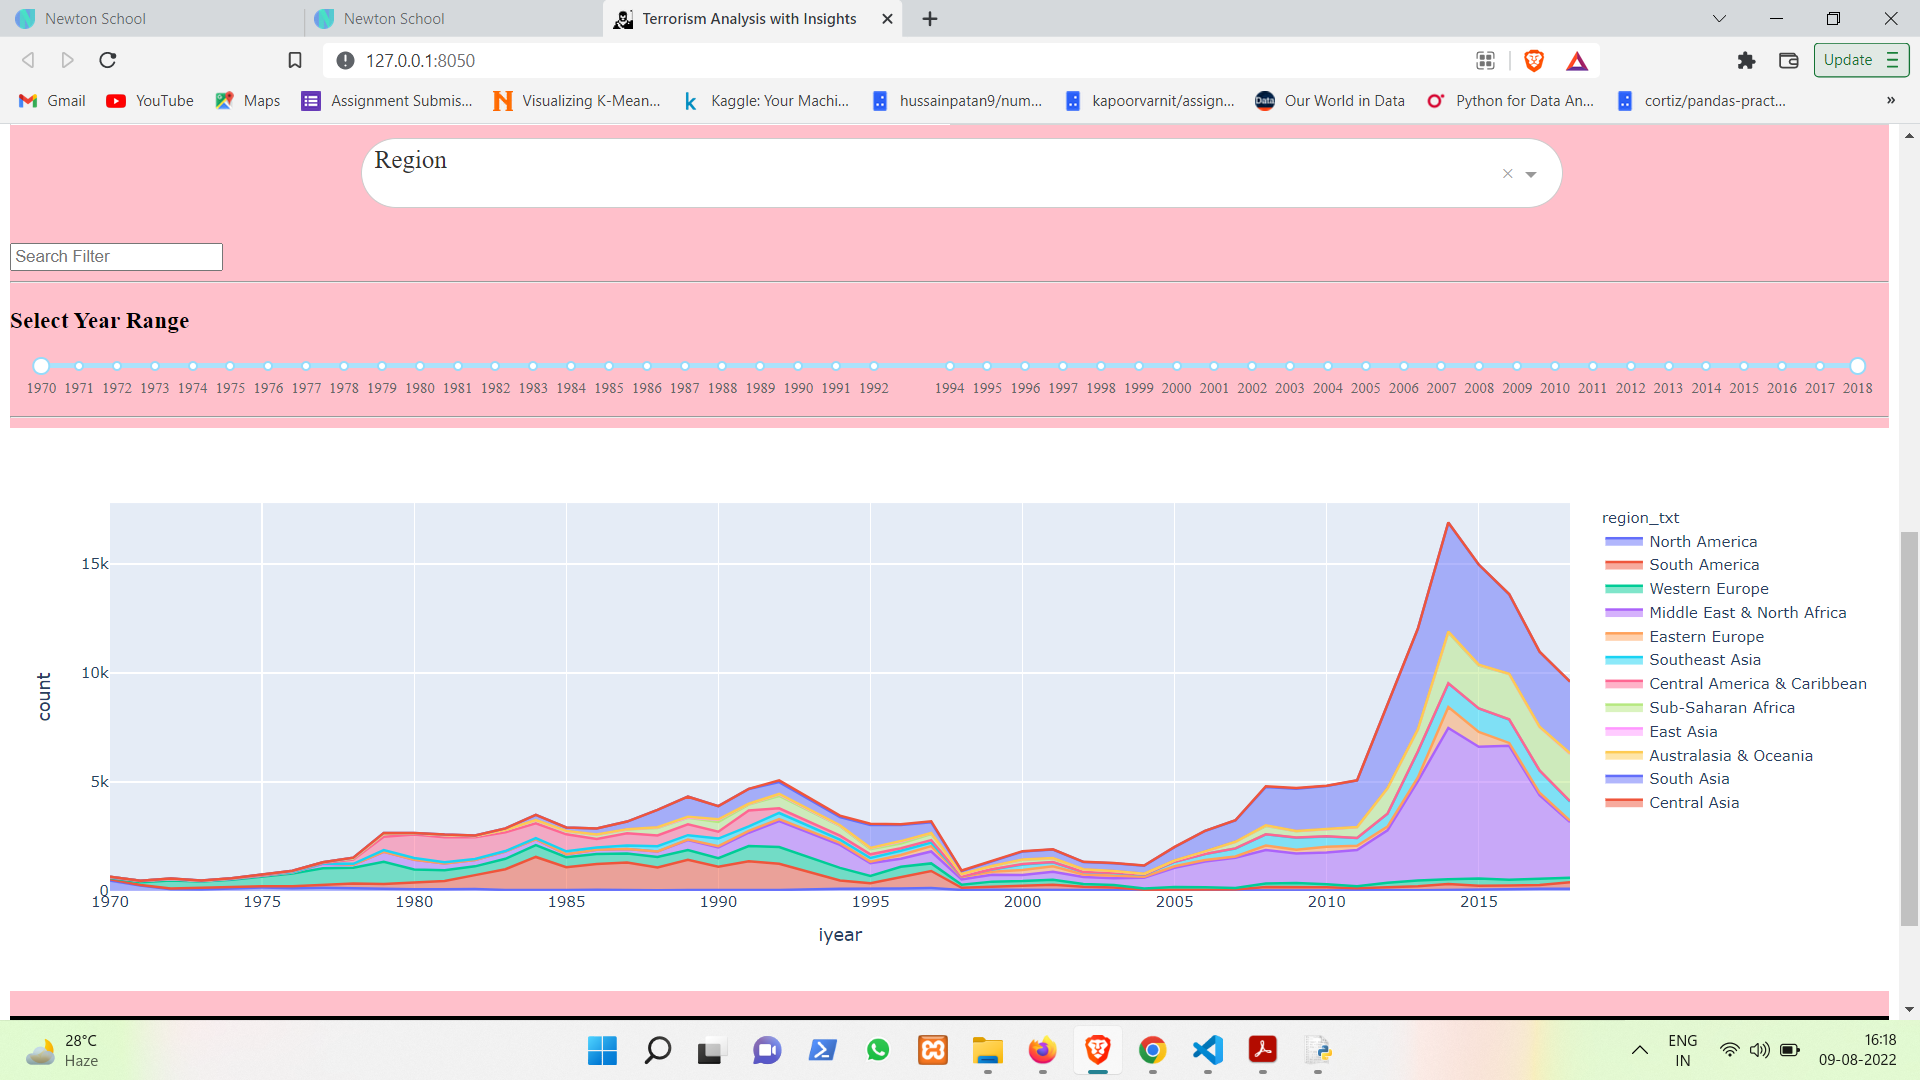 Newton School
Newton School
Terrorism Analysis with Insights
127.0.0.1:8050
Update
Gmail
YouTube
Maps
Assignment Submis...
Visualizing K-Mean...
Kaggle: Your Machi...
hussainpatan9/num...
kapoorvarnit/assign...
Our World in Data
Python for Data An...
cortiz/pandas-pract...
»
Region
Search Filter
Select Year Range
1970 1971 1972 1973 1974 1975 1976 1977 1978 1979 1980 1981 1982 1983 1984 1985 1986 1987 1988 1989 1990 1991 1992 1994 1995 1996 1997 1998 1999 2000 2001 2002 2003 2004 2005 2006 2007 2008 2009 2010 2011 2012 2013 2014 2015 2016 2017 2018
15k
10k
5k
0
count
1970 1975 1980 1985 1990 1995 2000 2005 2010 2015
iyear
region_txt
North America
South America
Western Europe
Middle East & North Africa
Eastern Europe
Southeast Asia
Central America & Caribbean
Sub-Saharan Africa
East Asia
Australasia & Oceania
South Asia
Central Asia
28°C
Haze
ENG
IN
16:18
09-08-2022